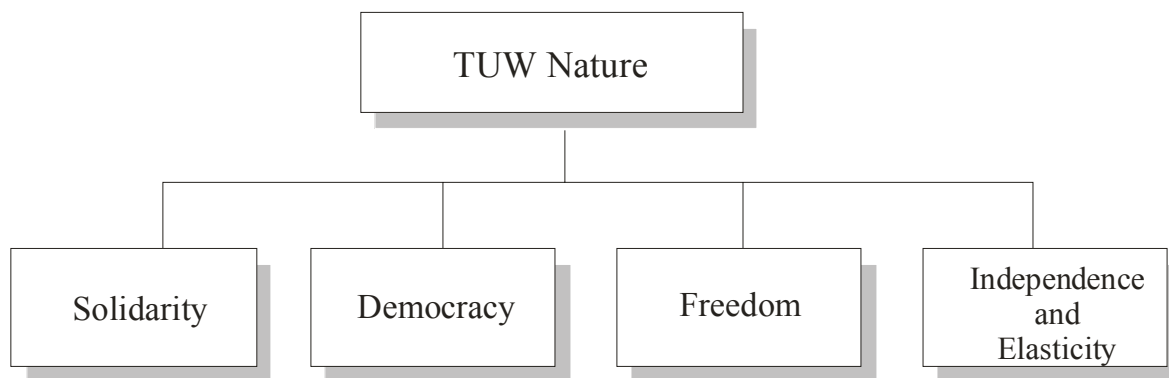 TUW Nature
Solidarity
Democracy
Freedom
Independence
and
Elasticity